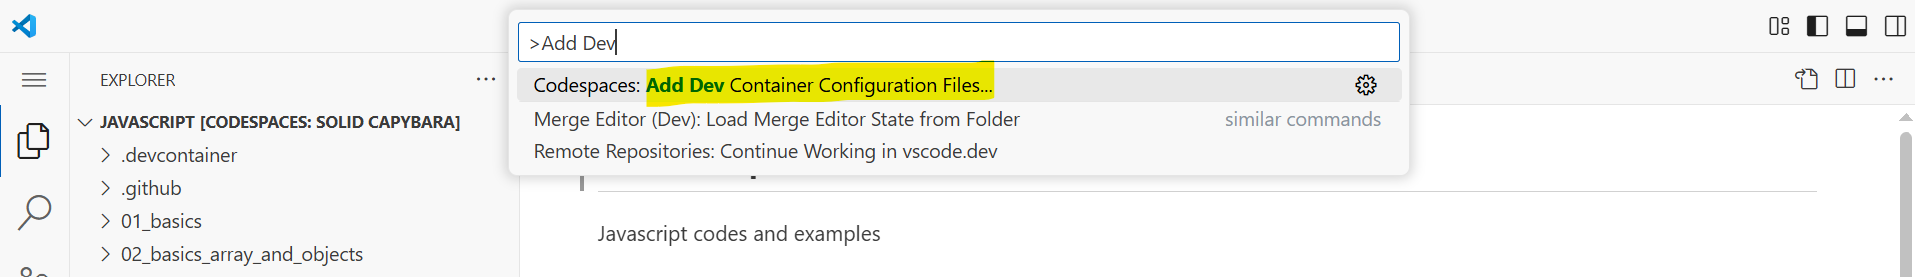 >Add Dev
Codespaces: Add Dev Container Configuration Files...
Merge Editor (Dev): Load Merge Editor State from Folder
similar commands
Remote Repositories: Continue Working in vscode.dev
EXPLORER
JAVASCRIPT [CODESPACES: SOLID CAPYBARA]
.devcontainer
.github
01_basics
02_basics_array_and_objects
Javascript codes and examples